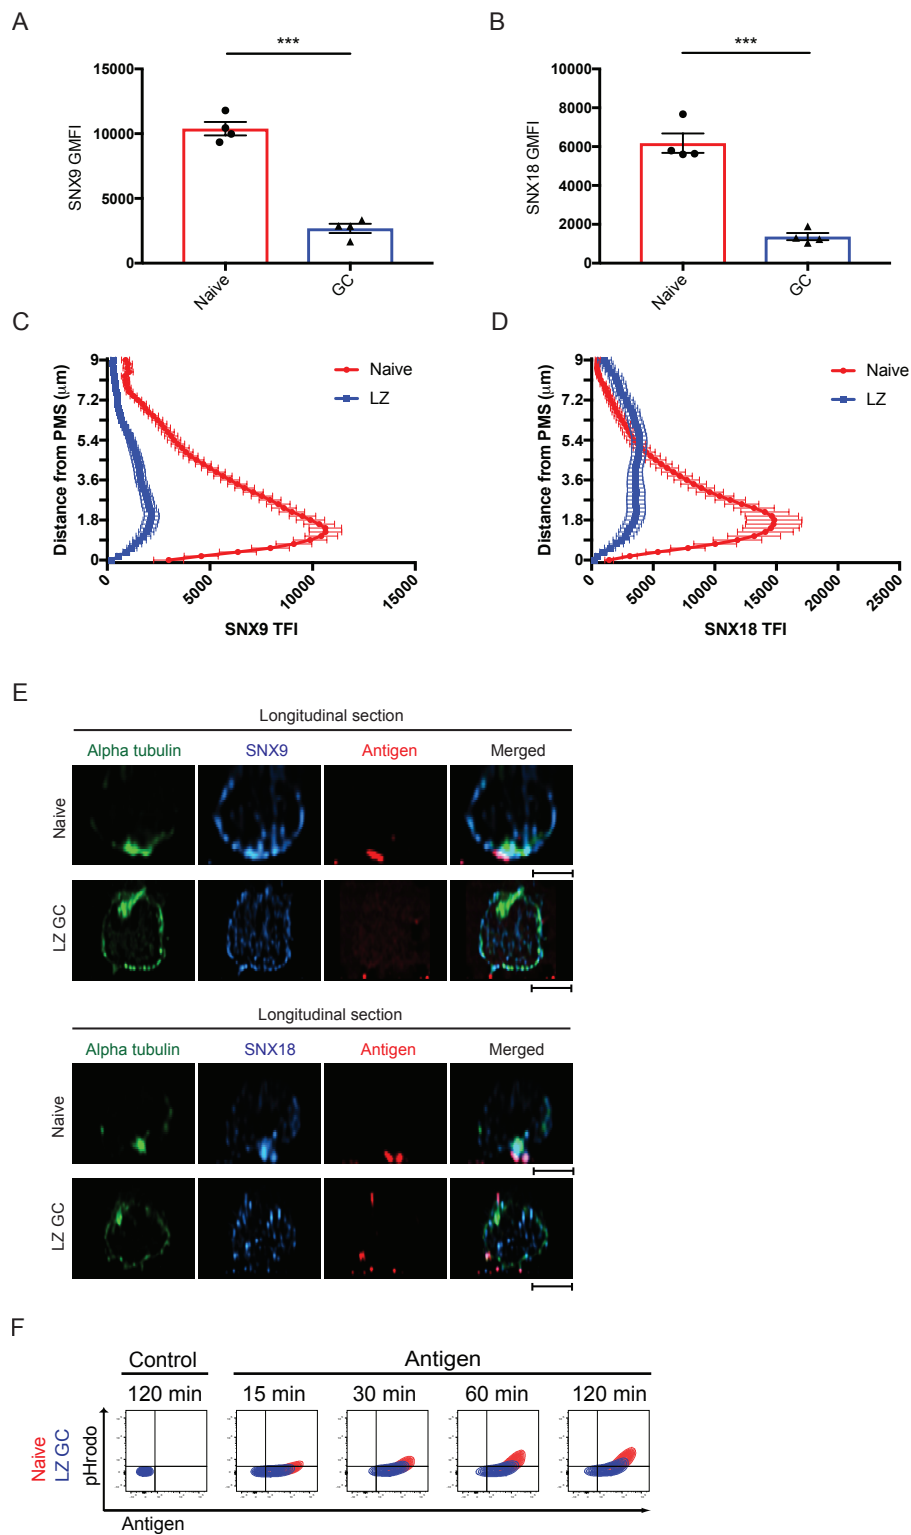 A
***
SNX9 GMFI
15000
10000
5000
0
Naive
GC
B
***
SNX18 GMFI
10000
8000
6000
4000
2000
0
Naive
GC
C
Distance from PMS (μm)
9
7.2
5.4
3.6
1.8
0
Naive
LZ
0
5000
10000
15000
SNX9 TFI
D
Distance from PMS (μm)
9
7.2
5.4
3.6
1.8
0
Naive
LZ
0
5000
10000
15000
20000
25000
SNX18 TFI
E
Longitudinal section
Alpha tubulin SNX9 Antigen Merged
Naive
LZ GC
Longitudinal section
Alpha tubulin SNX18 Antigen Merged
Naive
LZ GC
F
Control Antigen
120 min 15 min 30 min 60 min 120 min
Naive
LZ GC
pHrodo
Antigen